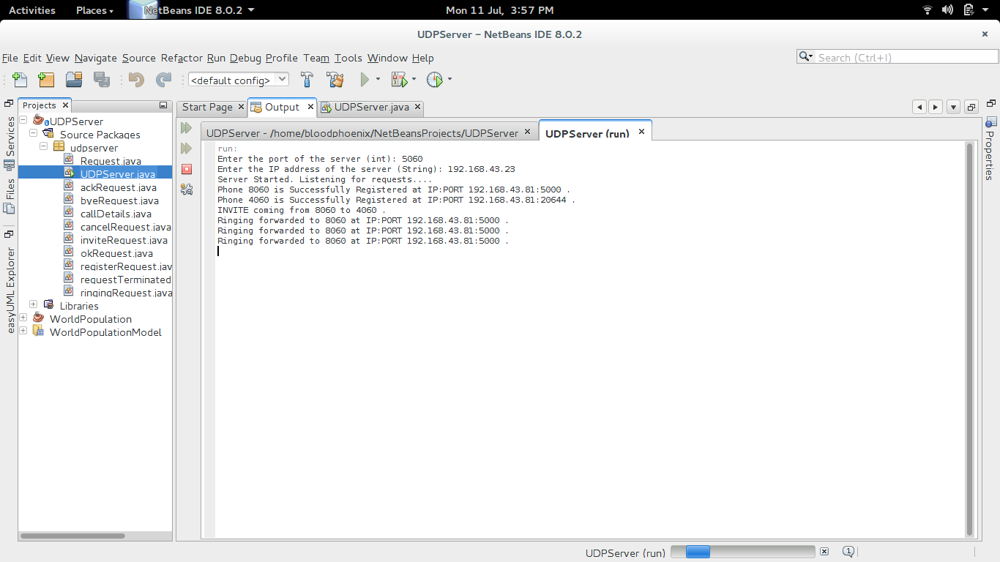 Activities Places NetBeans IDE 8.0.2 Mon 11 Jul, 3:57 PM
UDPServer – NetBeans IDE 8.0.2
File Edit View Navigate Source Refactor Run Debug Profile Team Tools Window Help
Search (Ctrl+I)
<default config>
Projects
Start Page
Output
UDPServer.java
Services
Files
easyUML Explorer
UDPServer
Source Packages
udpserver
Request.java
UDPServer.java
ackRequest.java
byeRequest.java
callDetails.java
cancelRequest.java
inviteRequest.java
okRequest.java
registerRequest.jav
requestTerminated
ringingRequest.java
Libraries
WorldPopulation
WorldPopulationModel
UDPServer - /home/bloodphoenix/NetBeansProjects/UDPServer
UDPServer (run)
run:
Enter the port of the server (int): 5060
Enter the IP address of the server (String): 192.168.43.23
Server Started. Listening for requests....
Phone 8060 is Successfully Registered at IP:PORT 192.168.43.81:5000 .
Phone 4060 is Successfully Registered at IP:PORT 192.168.43.81:20644 .
INVITE coming from 8060 to 4060 .
Ringing forwarded to 8060 at IP:PORT 192.168.43.81:5000 .
Ringing forwarded to 8060 at IP:PORT 192.168.43.81:5000 .
Ringing forwarded to 8060 at IP:PORT 192.168.43.81:5000 .
Properties
UDPServer (run)
1